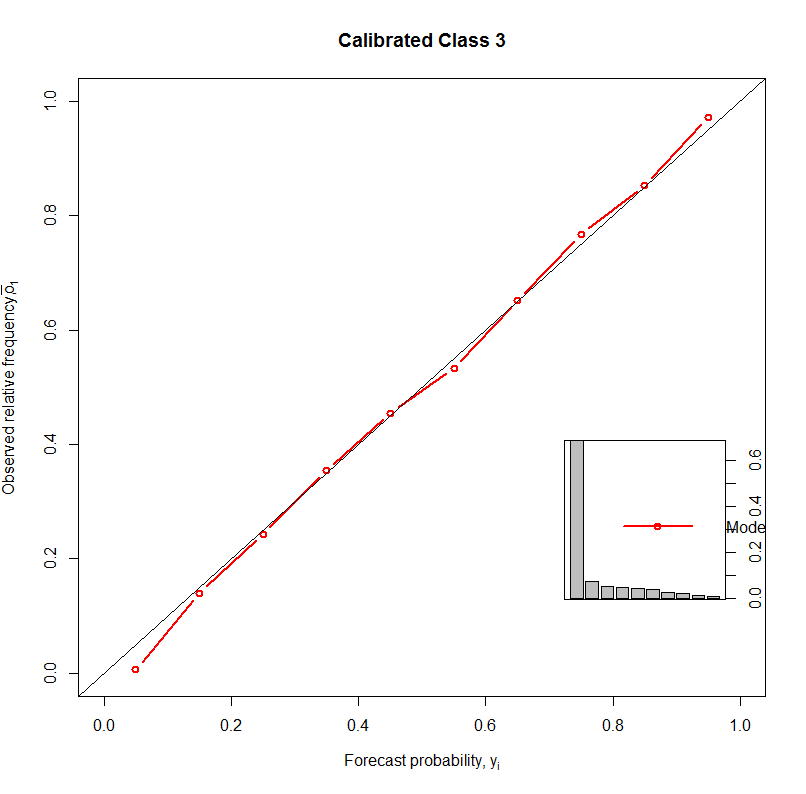 Calibrated Class 3
Observed relative frequency, ō₁
1.0
0.8
0.6
0.4
0.2
0.0
0.6
0.4
0.2
0.0
Mode
0.0 0.2 0.4 0.6 0.8 1.0
Forecast probability, yᵢ